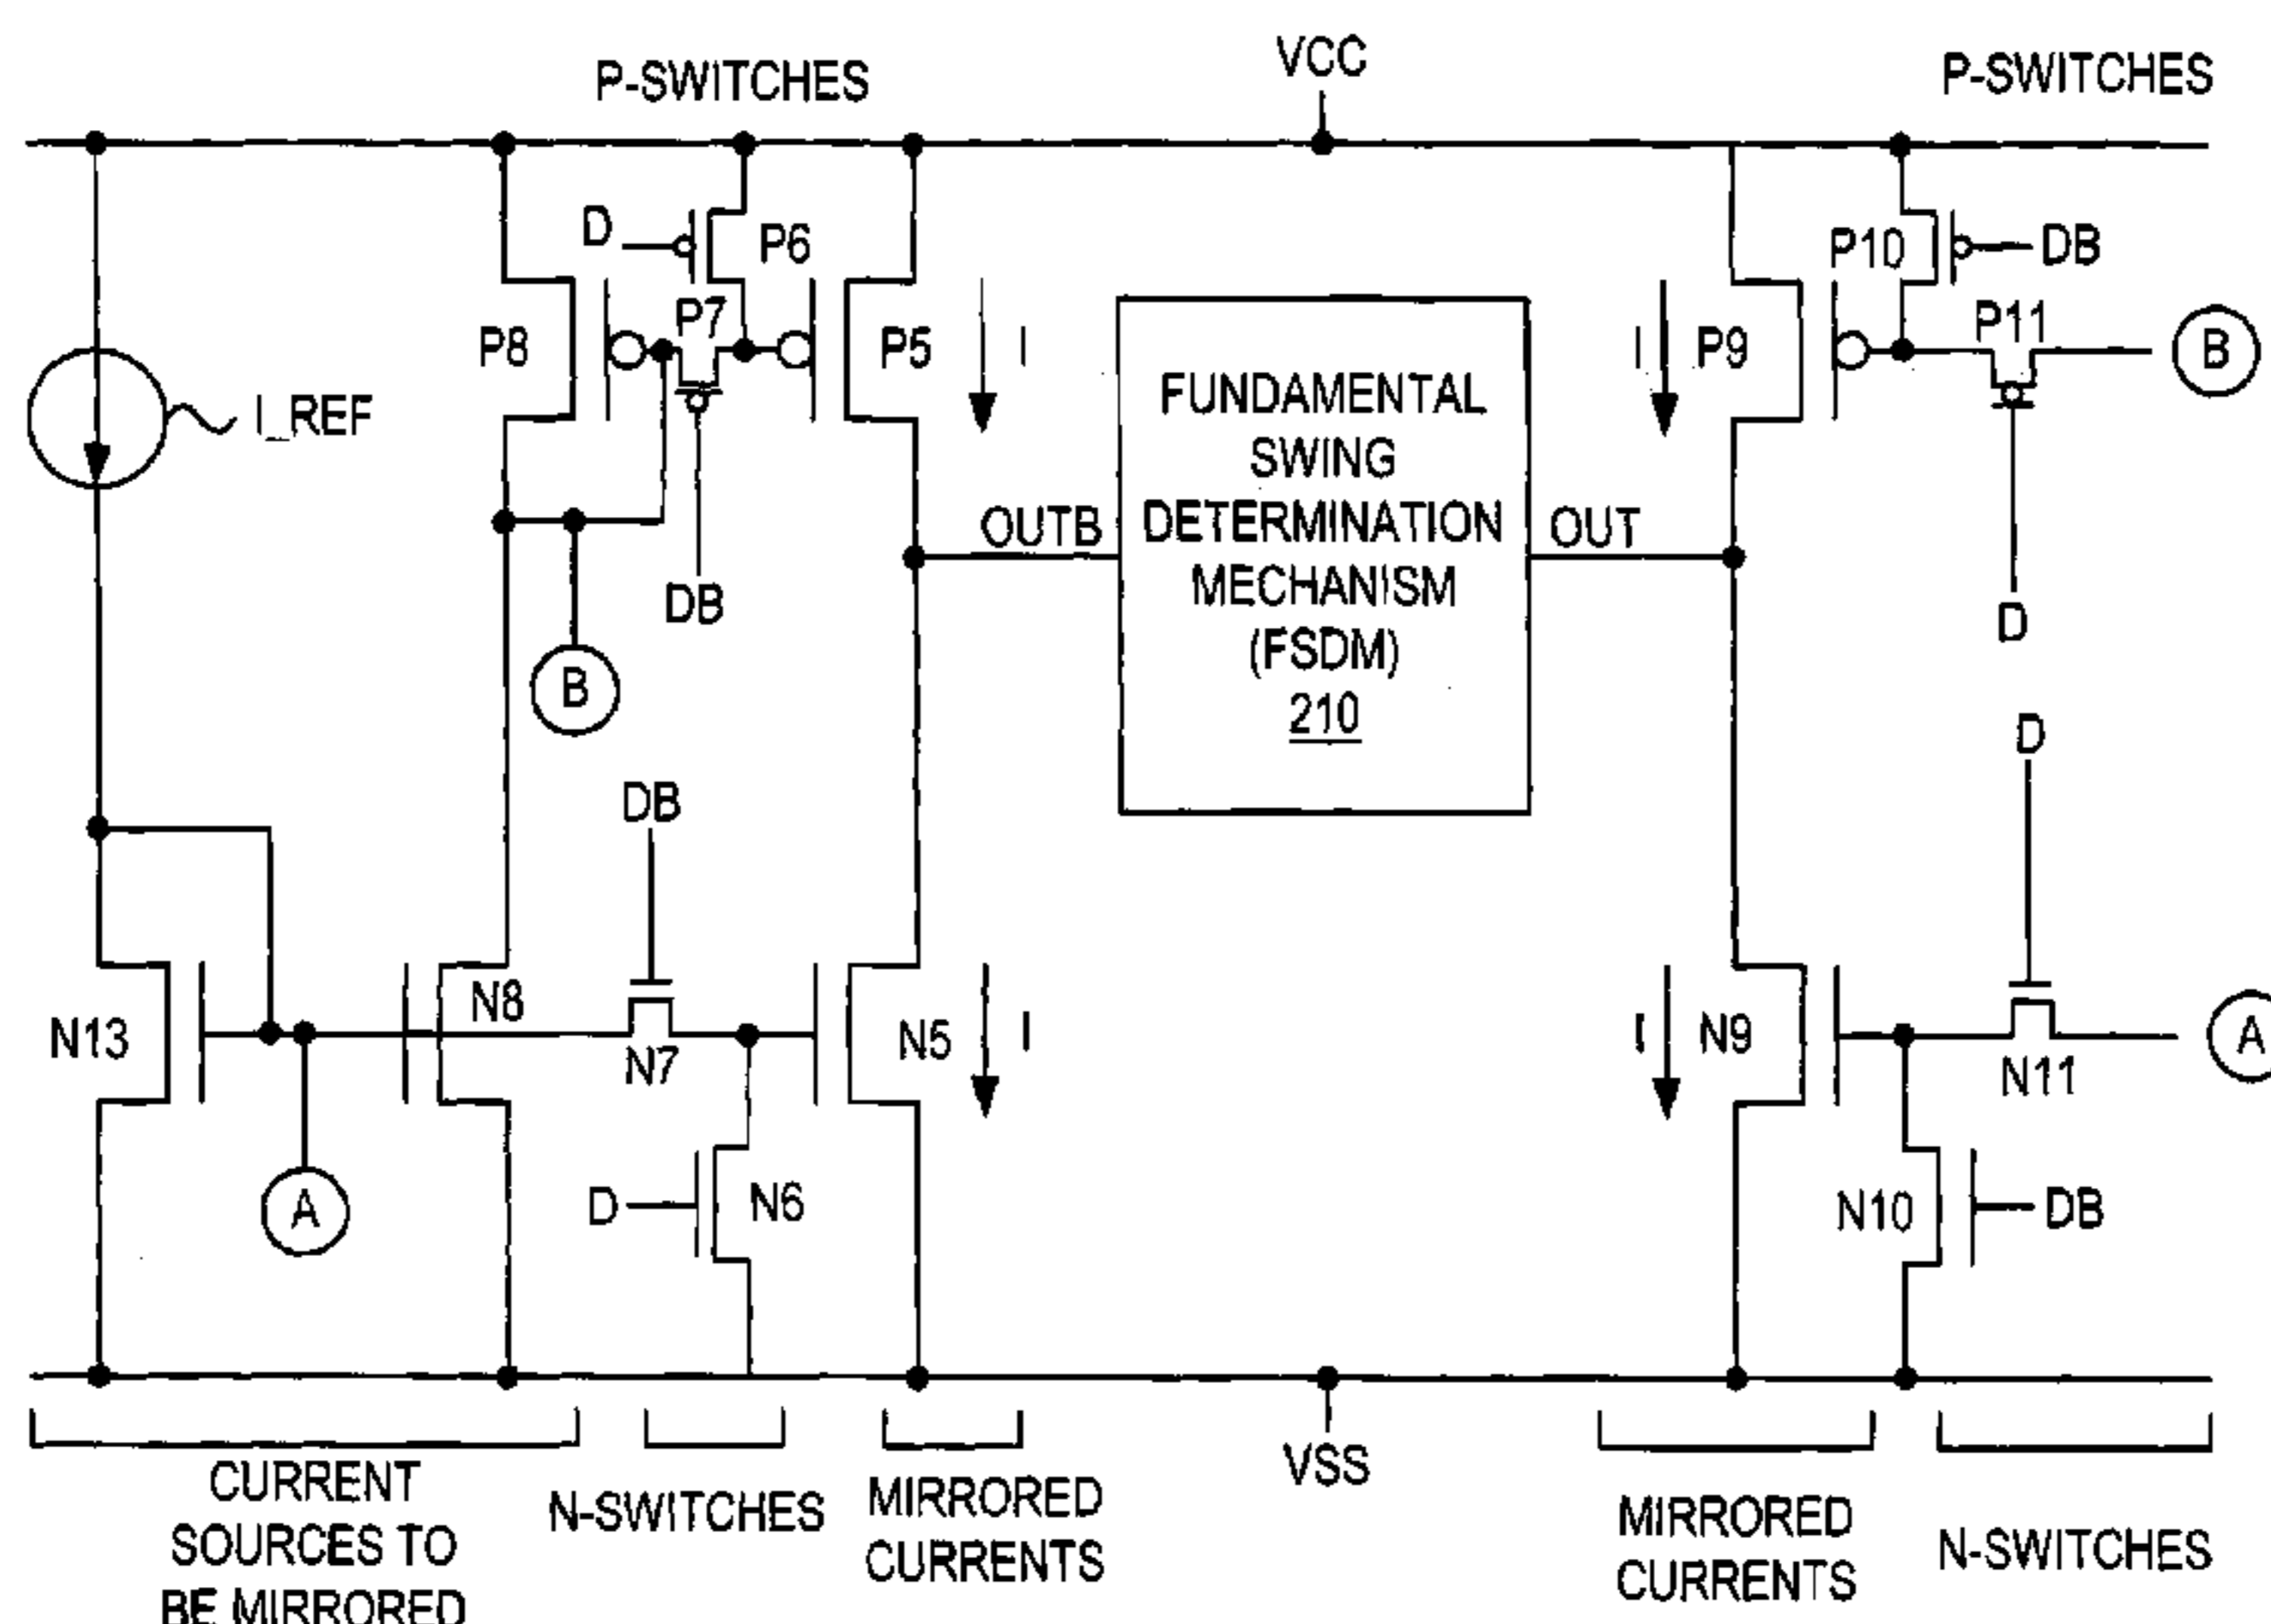 P-SWITCHES
VCC
P-SWITCHES
D
P6
P10
DB
P8
P7
P5
I
I
P9
P11
B
I_REF
FUNDAMENTAL
SWING
DETERMINATION
MECHANISM
(FSDM)
210
OUTB
OUT
DB
D
B
D
DB
N13
N8
N7
N5
I
I
N9
N11
A
A
D
N6
N10
DB
VSS
CURRENT
SOURCES TO
BE MIRRORED
N-SWITCHES
MIRRORED
CURRENTS
MIRRORED
CURRENTS
N-SWITCHES